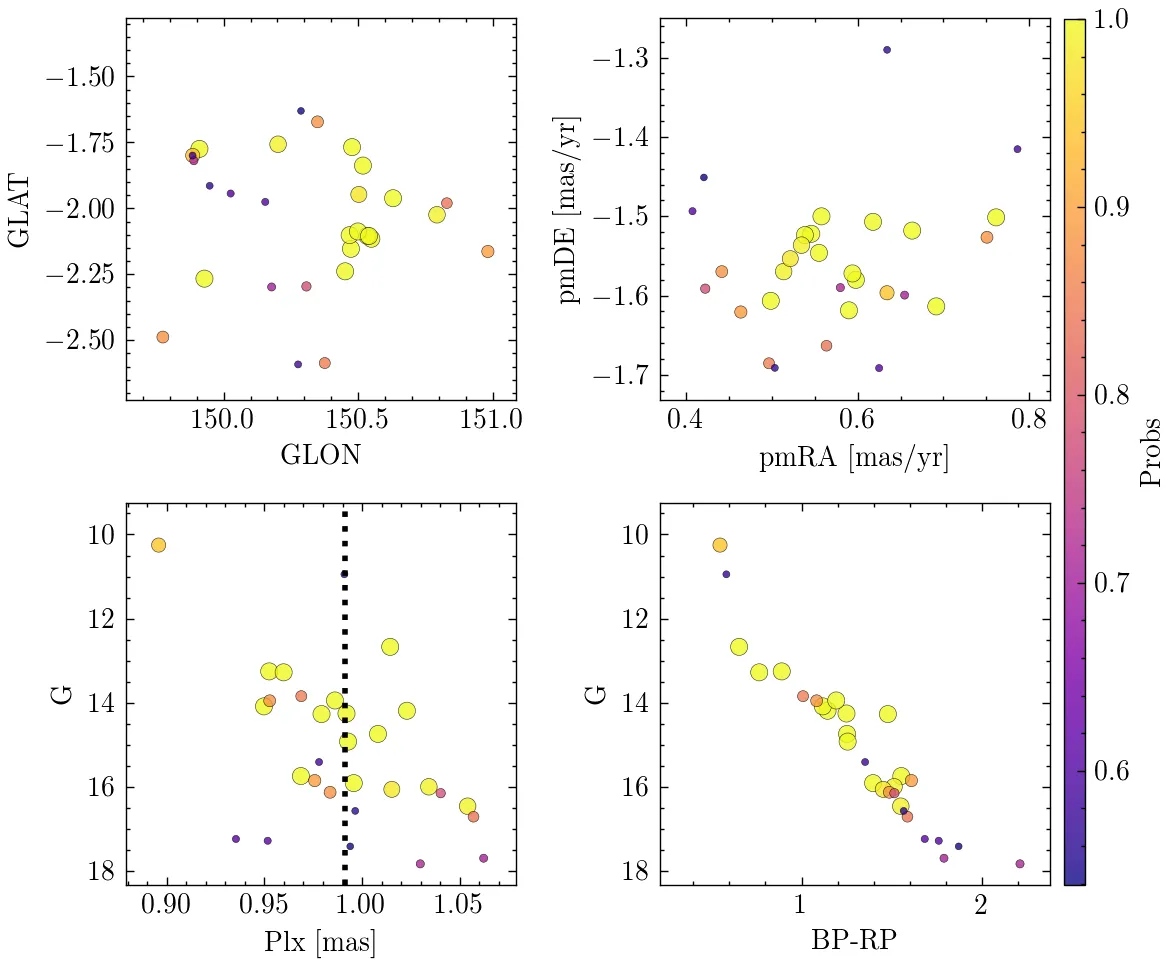 −1.50
−1.75
−2.00
−2.25
−2.50
GLAT
150.0 150.5 151.0
GLON
−1.3
−1.4
−1.5
−1.6
−1.7
pmDE [mas/yr]
0.4 0.6 0.8
pmRA [mas/yr]
10
12
14
16
18
G
0.90 0.95 1.00 1.05
Plx [mas]
10
12
14
16
18
G
1 2
BP-RP
1.0
0.9
0.8
0.7
0.6
Probs